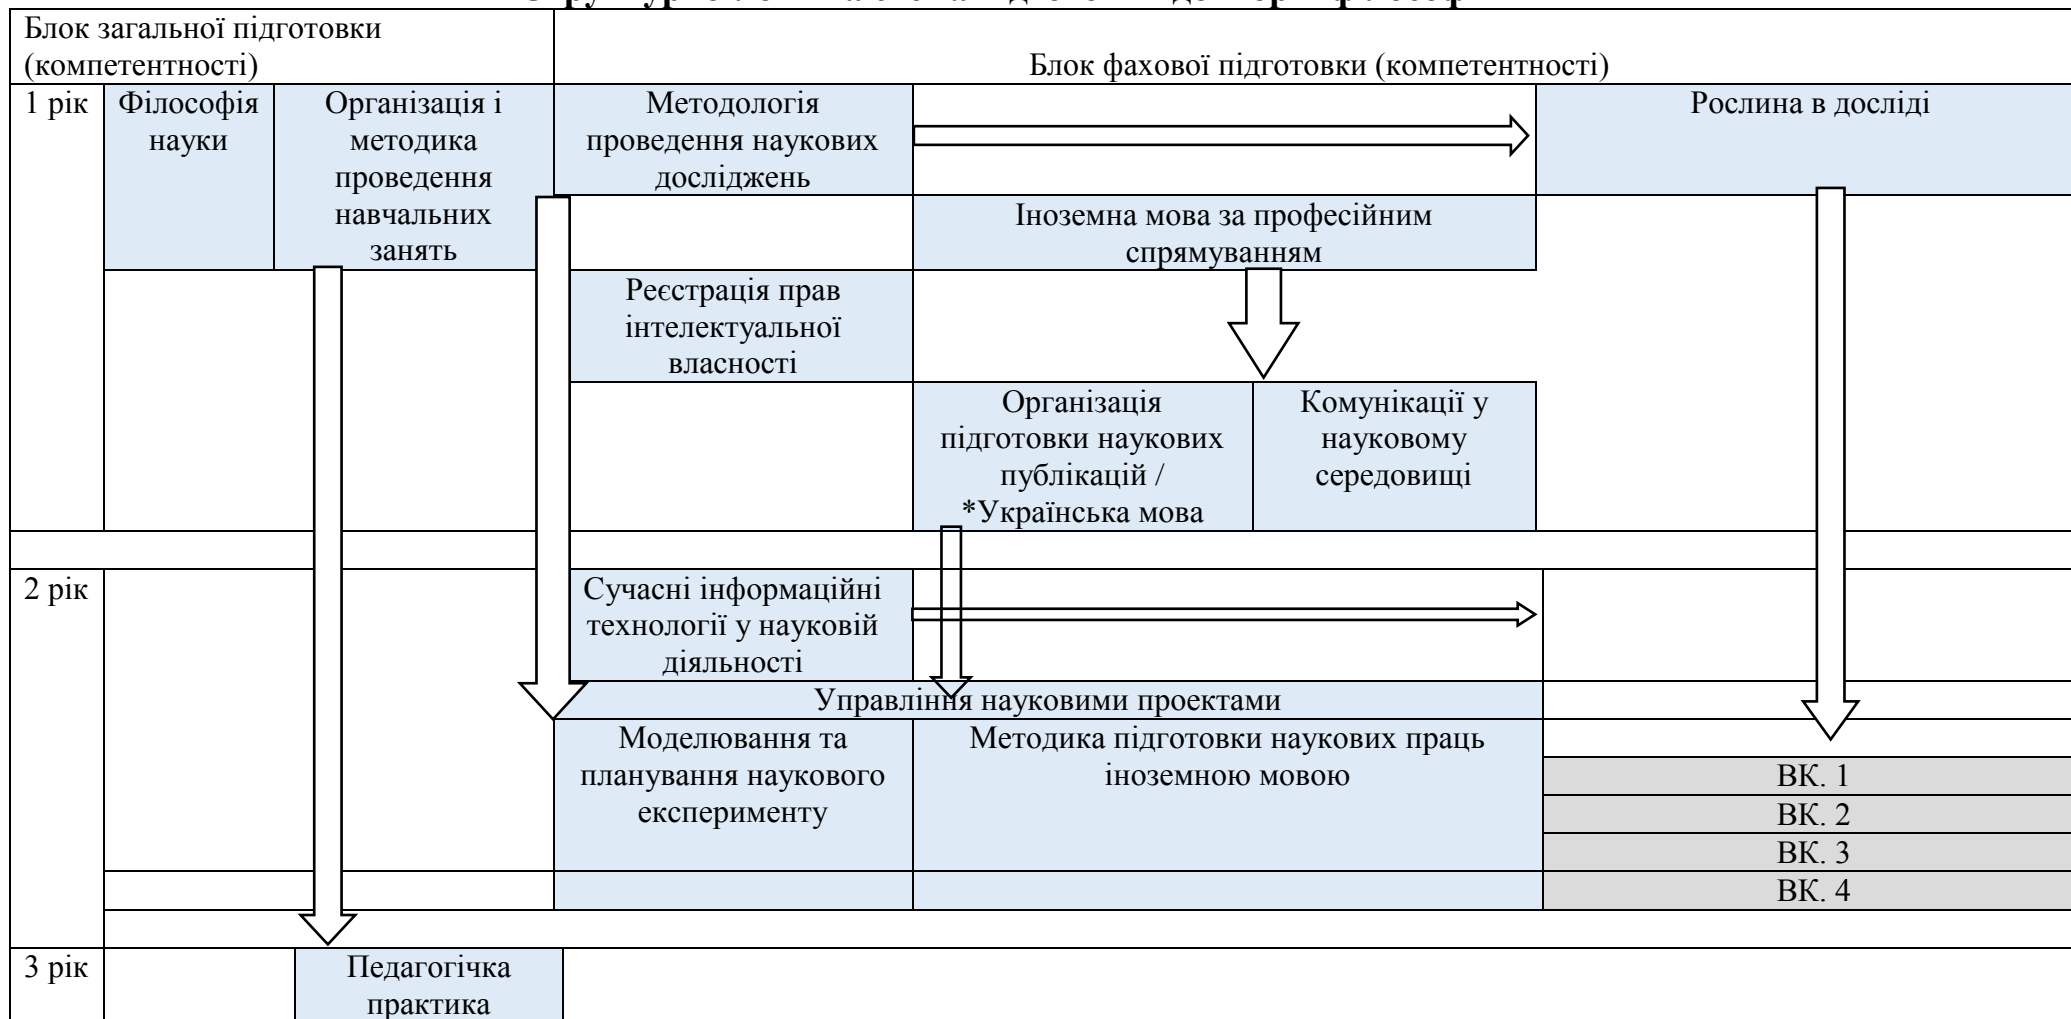 Блок загальної підготовки
(компетентності)
Блок фахової підготовки (компетентності)
1 рік
Філософія
науки
Організація і
методика
проведення
навчальних
занять
Методологія
проведення наукових
досліджень
Рослина в досліді
Іноземна мова за професійним
спрямуванням
Реєстрація прав
інтелектуальної
власності
Організація
підготовки наукових
публікацій /
*Українська мова
Комунікації у
науковому
середовищі
2 рік
Сучасні інформаційні
технології у науковій
діяльності
Управління науковими проектами
Моделювання та
планування наукового
експерименту
Методика підготовки наукових праць
іноземною мовою
ВК. 1
ВК. 2
ВК. 3
ВК. 4
3 рік
Педагогічка
практика